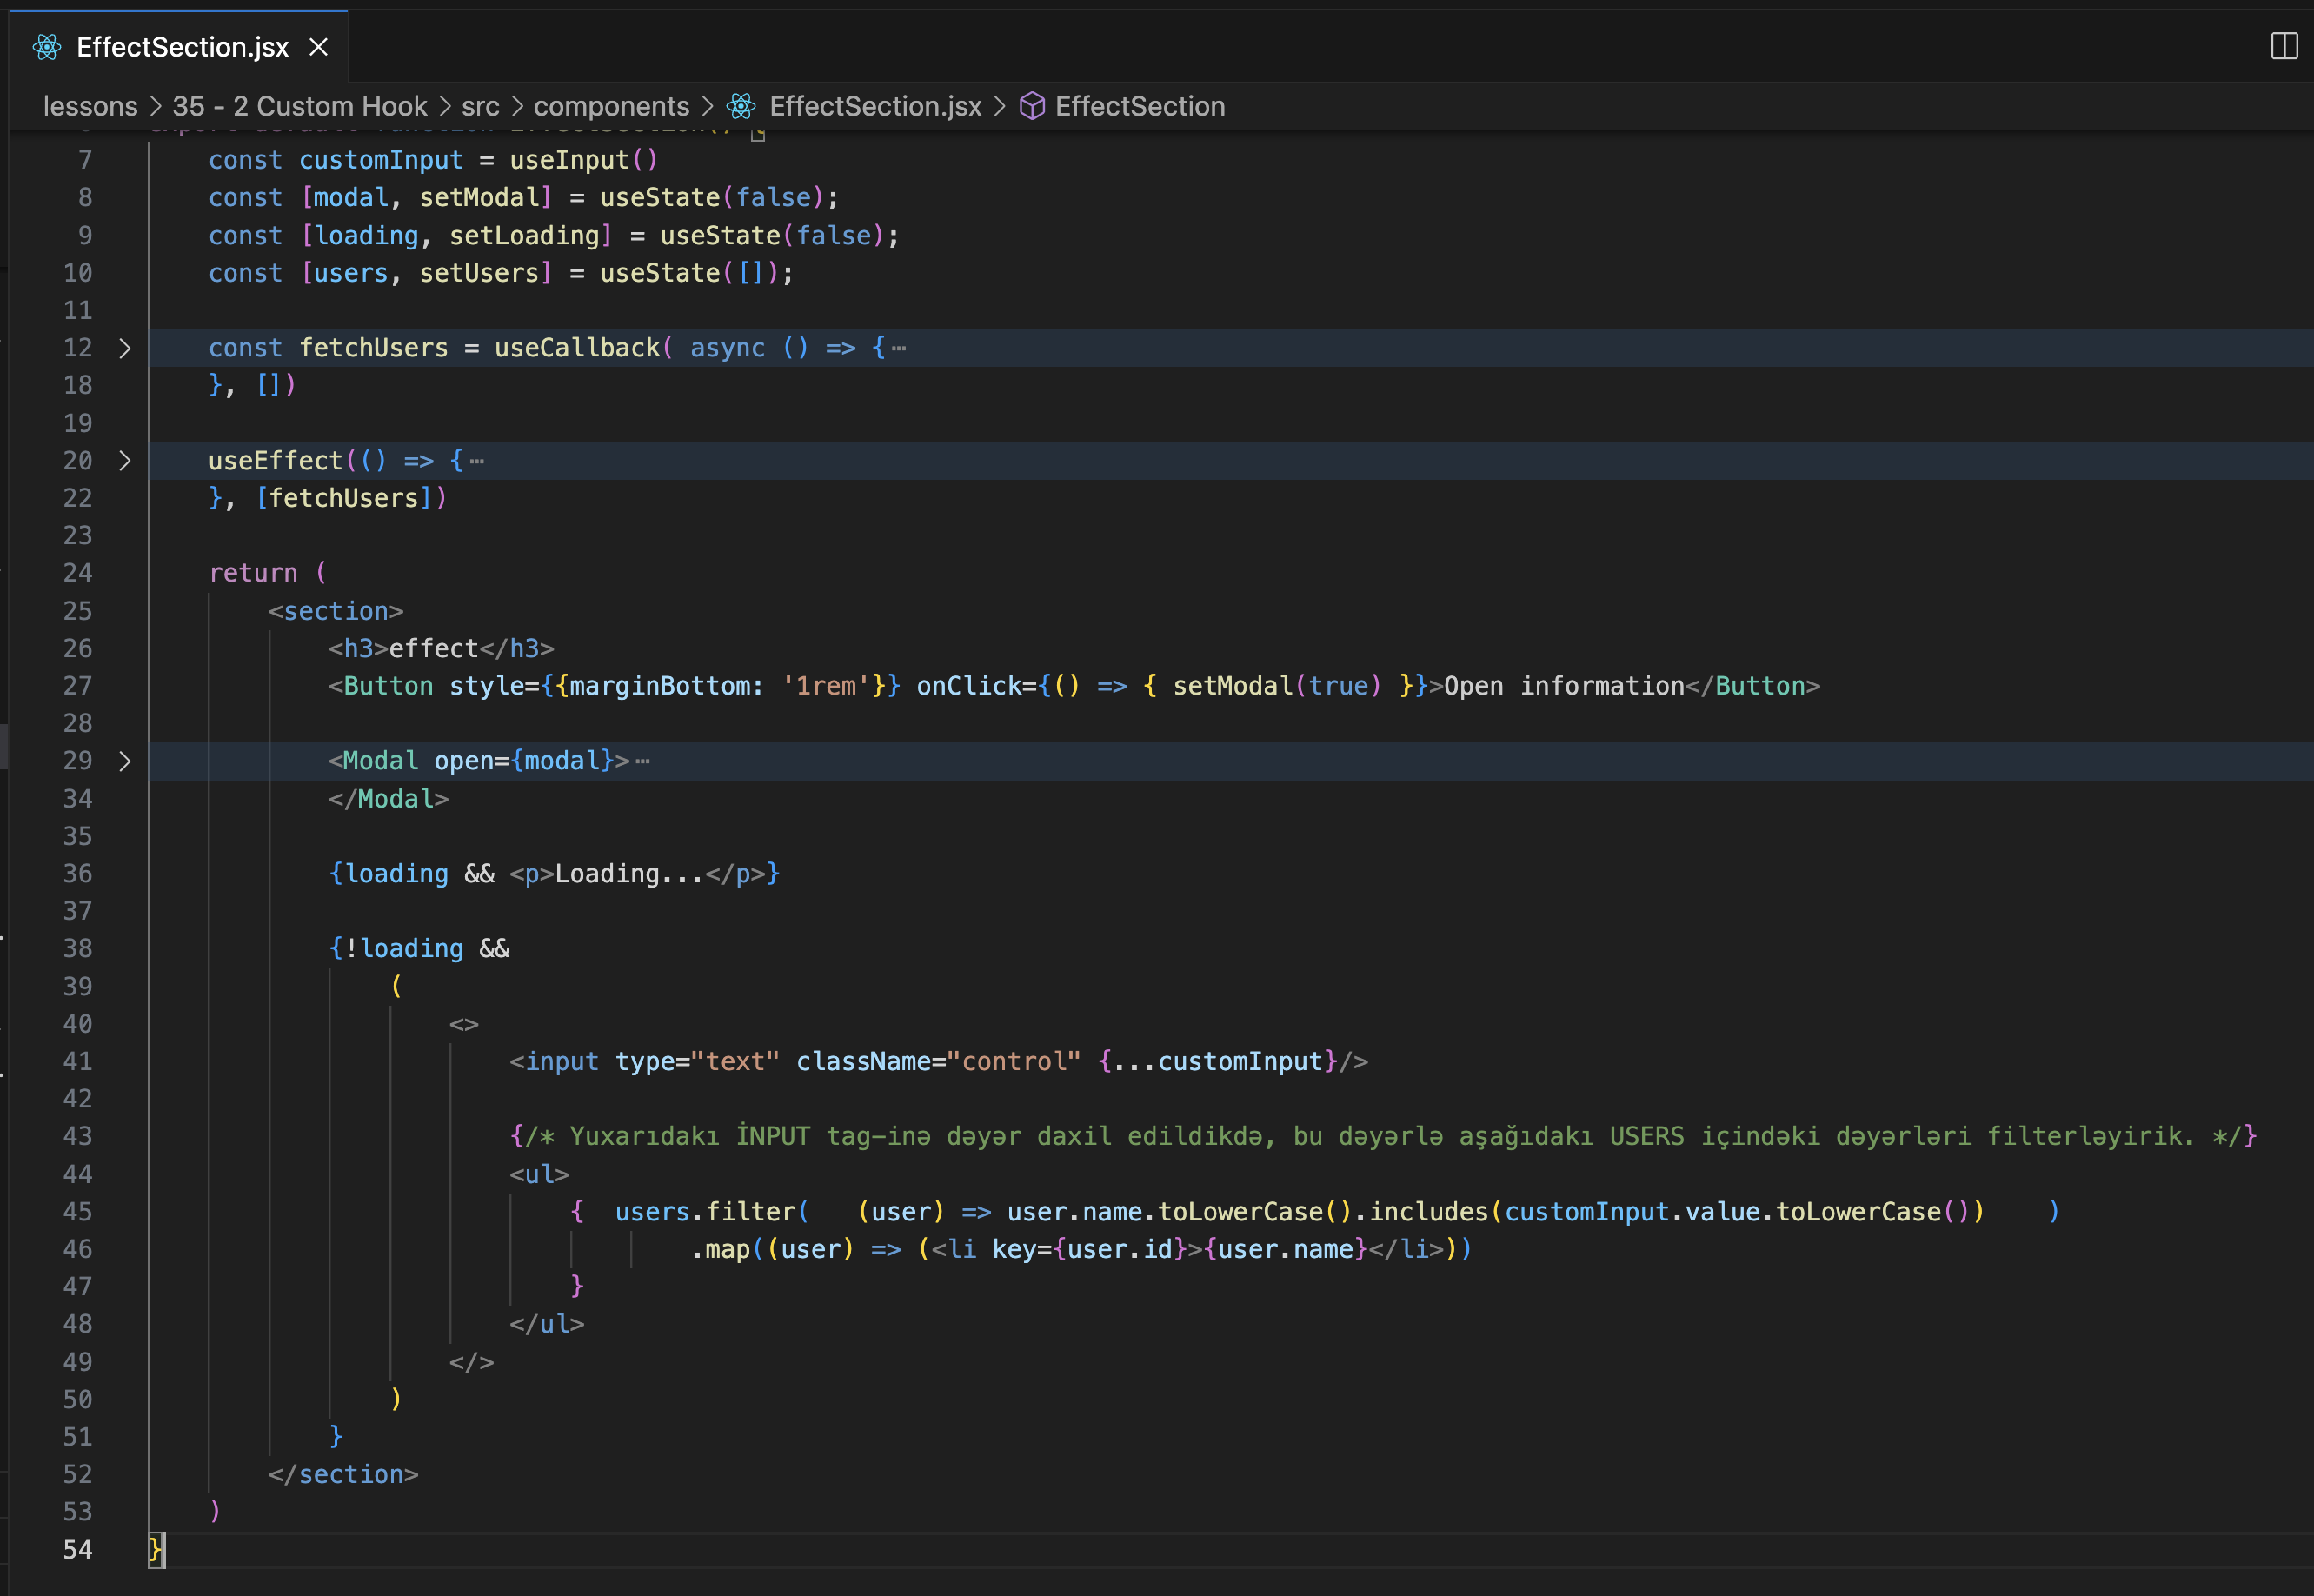 EffectSection.jsx
lessons > 35 - 2 Custom Hook > src > components > EffectSection.jsx > EffectSection
7 const customInput = useInput()
8 const [modal, setModal] = useState(false);
9 const [loading, setLoading] = useState(false);
10 const [users, setUsers] = useState([]);
11
12 const fetchUsers = useCallback( async () => {⋯
18 }, [])
19
20 useEffect(() => {⋯
22 }, [fetchUsers])
23
24 return (
25 <section>
26 <h3>effect</h3>
27 <Button style={{marginBottom: '1rem'}} onClick={() => { setModal(true) }}>Open information</Button>
28
29 <Modal open={modal}>⋯
34 </Modal>
35
36 {loading && <p>Loading...</p>}
37
38 {!loading &&
39 (
40 <>
41 <input type="text" className="control" {...customInput}/>
42
43 {/* Yuxarıdakı İNPUT tag-inə dəyər daxil edildikdə, bu dəyərlə aşağıdakı USERS içindəki dəyərləri filterləyirik. */}
44 <ul>
45 { users.filter( (user) => user.name.toLowerCase().includes(customInput.value.toLowerCase()) )
46 .map((user) => (<li key={user.id}>{user.name}</li>))
47 }
48 </ul>
49 </>
50 )
51 }
52 </section>
53 )
54 }